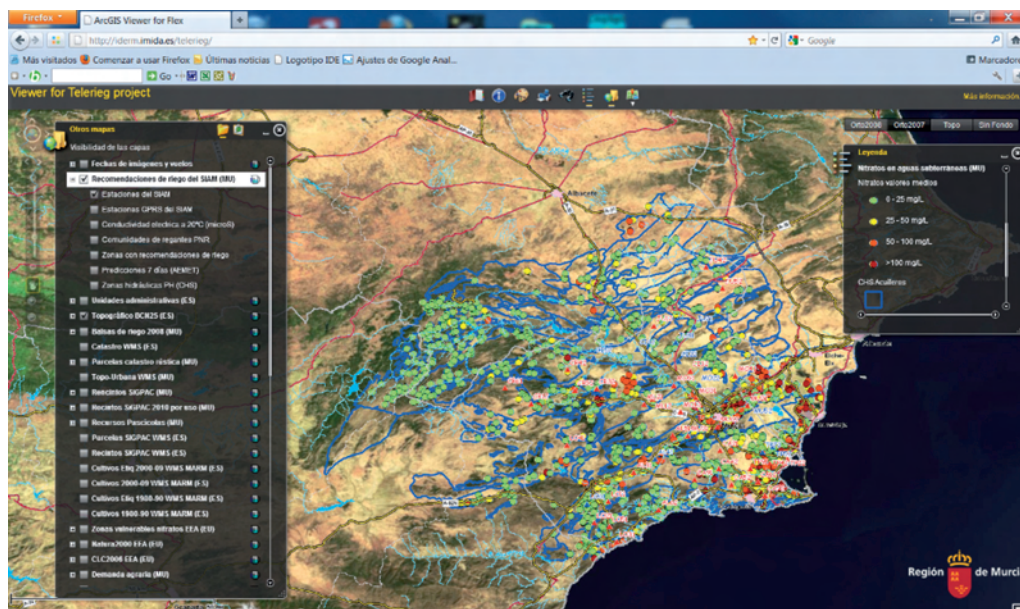 Firefox
ArcGIS Viewer for Flex
http://iderm.imida.es/telerieg/
Google
Más visitados Comenzar a usar Firefox Últimas noticias Logotipo IDE Ajustes de Google Anal...
Marcadore
Go
Viewer for Telerieg project
Más información
Otros mapas
Visibilidad de las capas
Fechas de imágenes y vuelos
Recomendaciones de riego del SIAM (MU)
Estaciones del SIAM
Estaciones GPRS del SIAM
Conductividad electrica a 20ºC (microS)
Comunidades de regantes PNR
Zonas con recomendaciones de riego
Predicciones 7 días (AEMET)
Zonas hidráulicas PH (CHS)
Unidades administrativas (ES)
Topográfico BCN25 (ES)
Balsas de riego 2008 (MU)
Catastro WMS (ES)
Parcelas catastro rústica (MU)
Topo-Urbana WMS (MU)
Recintos SIGPAC (MU)
Recintos SIGPAC 2010 por uso (MU)
Recursos Pascícolas (MU)
Parcelas SIGPAC WMS (ES)
Recintos SIGPAC WMS (ES)
Cultivos Etiq 2000-09 WMS MARM (ES)
Cultivos 2000-09 WMS MARM (ES)
Cultivos Etiq 1980-90 WMS MARM (ES)
Cultivos 1980-90 WMS MARM (ES)
Zonas vulnerables nitratos EEA (EU)
Natura2000 EEA (EU)
CLC2006 EEA (EU)
Demanda agraria (MU)
Albacete
Orto2006 Orto2007 Topo Sin Fondo
Leyenda
Nitratos en aguas subterráneas (MU)
Nitratos valores medios
0 - 25 mg/L
25 - 50 mg/L
50 - 100 mg/L
>100 mg/L
CHS Acuíferos
Región de Murci